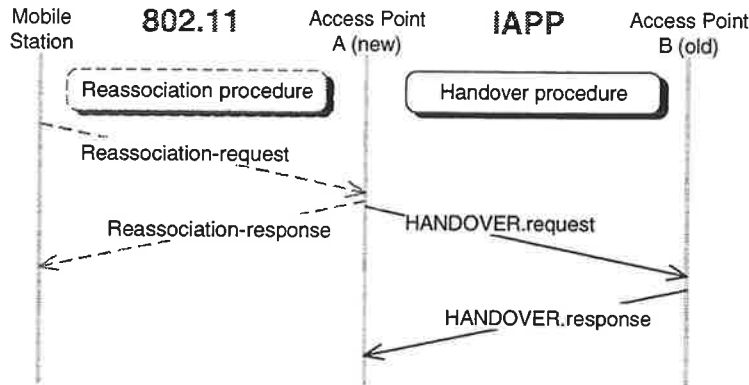 Mobile
Station
802.11
Access Point
A (new)
IAPP
Access Point
B (old)
Reassociation procedure
Handover procedure
Reassociation-request
Reassociation-response
HANDOVER.request
HANDOVER.response